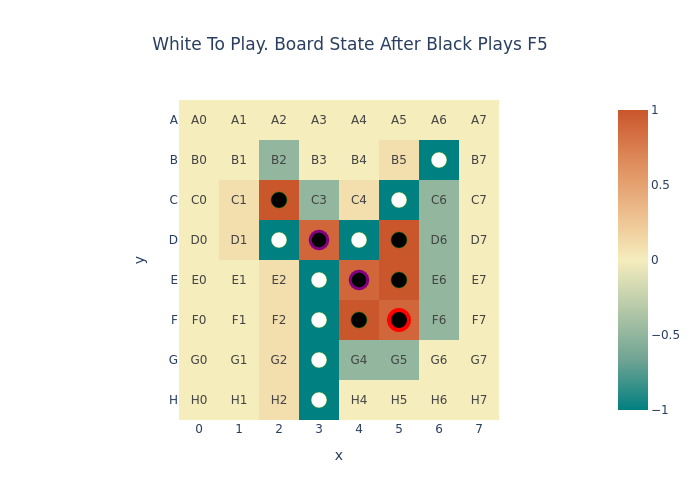 White To Play. Board State After Black Plays F5
A A0 A1 A2 A3 A4 A5 A6 A7
B B0 B1 B2 B3 B4 B5 B7
C C0 C1 C3 C4 C6 C7
D D0 D1 D6 D7
E E0 E1 E2 E6 E7
F F0 F1 F2 F6 F7
G G0 G1 G2 G4 G5 G6 G7
H H0 H1 H2 H4 H5 H6 H7
0 1 2 3 4 5 6 7
x
y
1
0.5
0
−0.5
−1